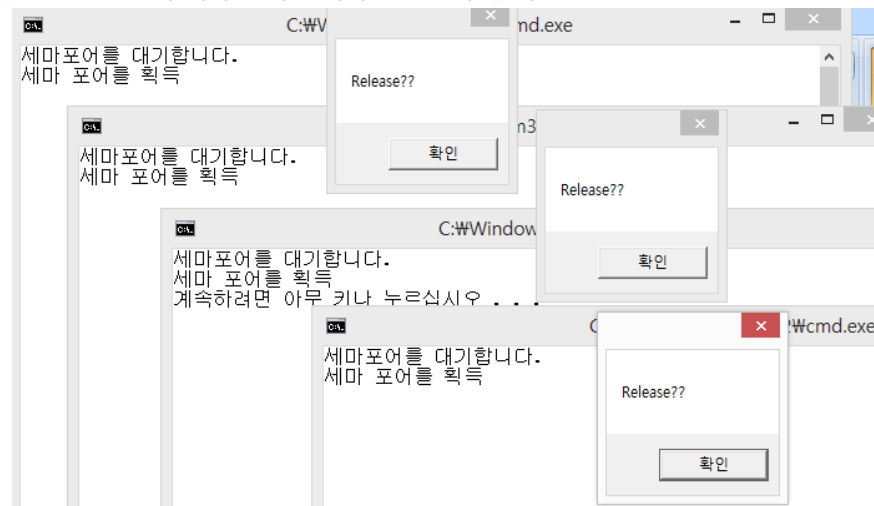 C:₩V
nd.exe
세마포어를 대기합니다.
세마 포어를 획득
Release??
확인
m3
세마포어를 대기합니다.
세마 포어를 획득
Release??
확인
C:₩Window
세마포어를 대기합니다.
세마 포어를 획득
계속하려면 아무 키나 누르십시오 . . .
₩cmd.exe
세마포어를 대기합니다.
세마 포어를 획득
Release??
확인